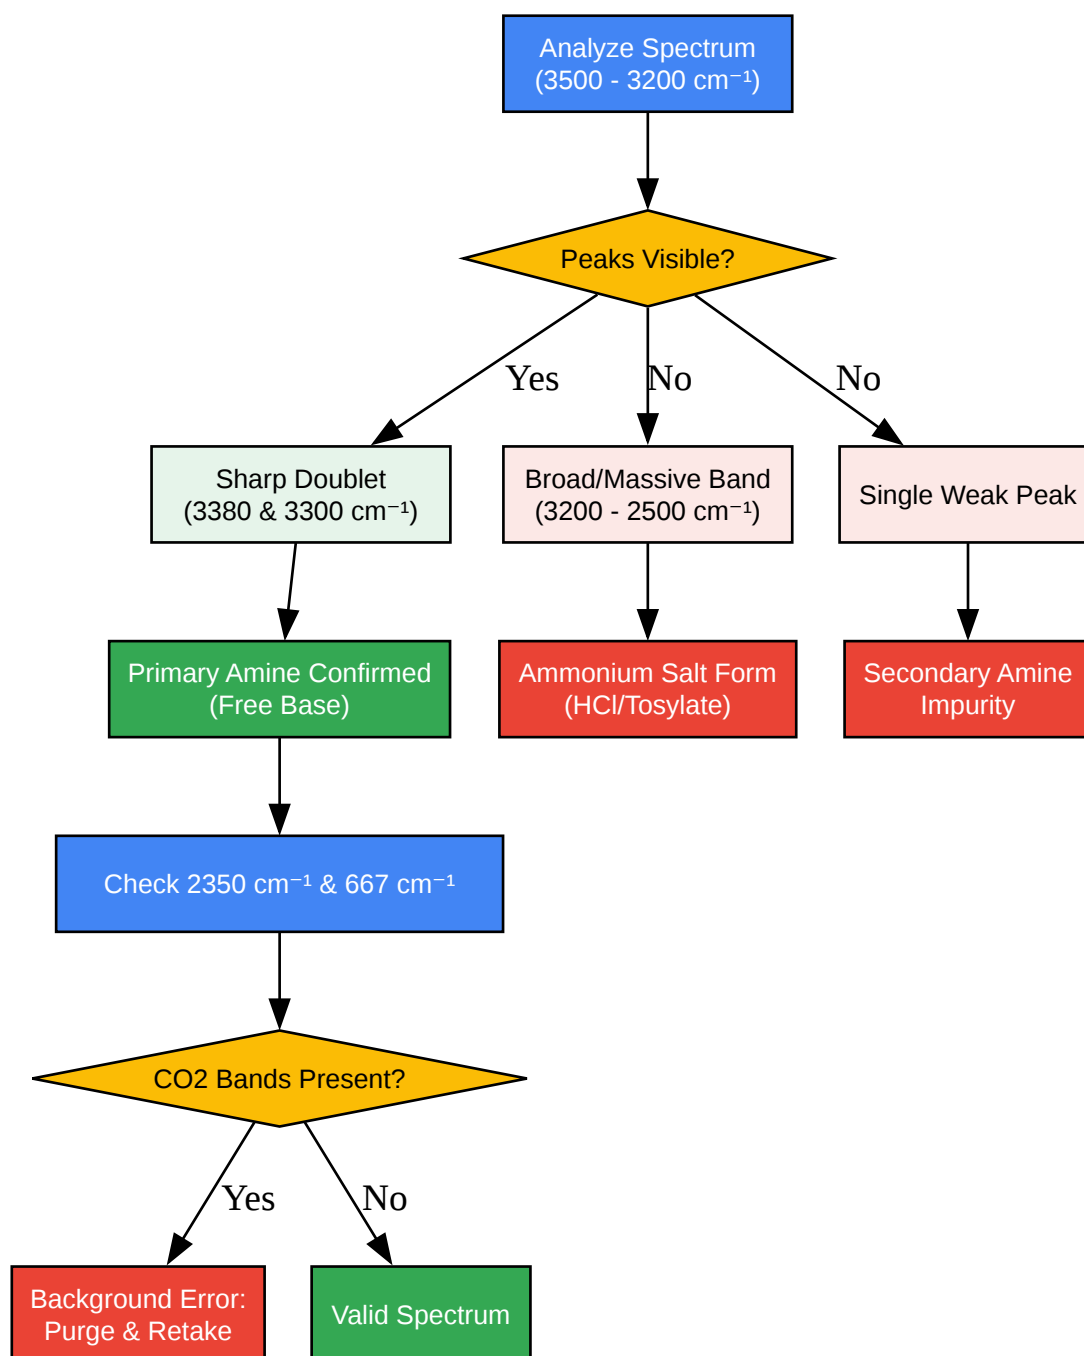 Analyze Spectrum
(3500 - 3200 cm⁻¹)
Peaks Visible?
Yes
No
No
Sharp Doublet
(3380 & 3300 cm⁻¹)
Broad/Massive Band
(3200 - 2500 cm⁻¹)
Single Weak Peak
Primary Amine Confirmed
(Free Base)
Ammonium Salt Form
(HCl/Tosylate)
Secondary Amine
Impurity
Check 2350 cm⁻¹ & 667 cm⁻¹
CO2 Bands Present?
Yes
No
Background Error:
Purge & Retake
Valid Spectrum